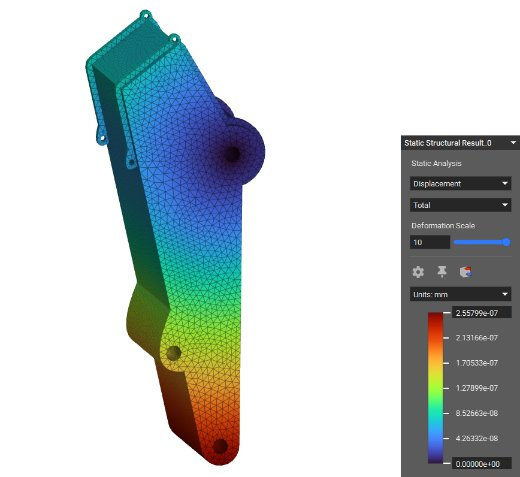 Static Structural Result..0
Static Analysis
Displacement
Total
Deformation Scale
10
Units: mm
2.55799e-07
2.13166e-07
1.70533e-07
1.27899e-07
8.52663e-08
4.26332e-08
0.00000e+00